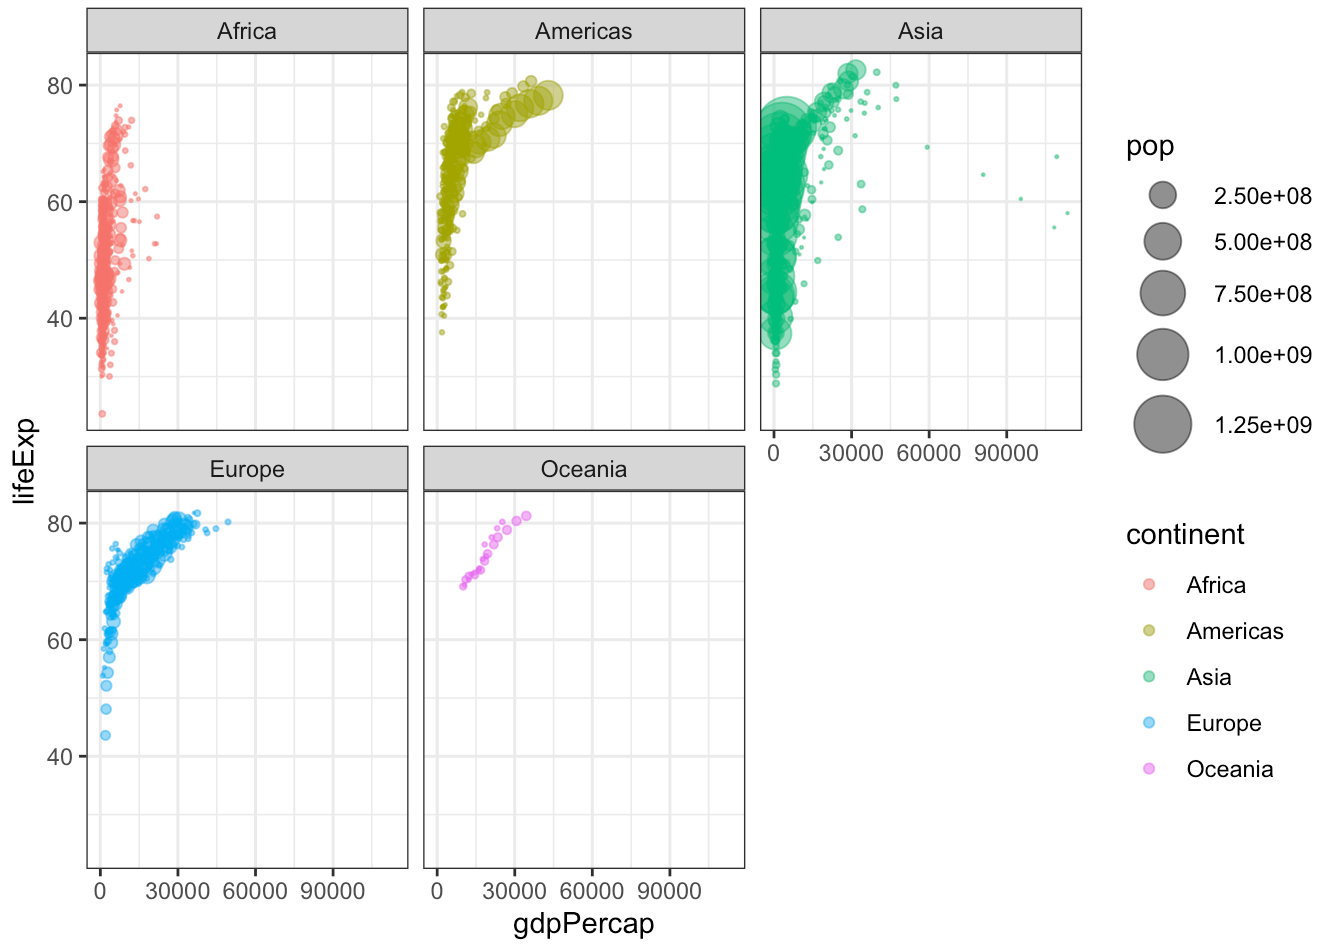 Africa
Americas
Asia
80
60
40
0 30000 60000 90000
Europe
Oceania
80
60
40
0 30000 60000 90000
0 30000 60000 90000
lifeExp
gdpPercap
pop
2.50e+08
5.00e+08
7.50e+08
1.00e+09
1.25e+09
continent
Africa
Americas
Asia
Europe
Oceania